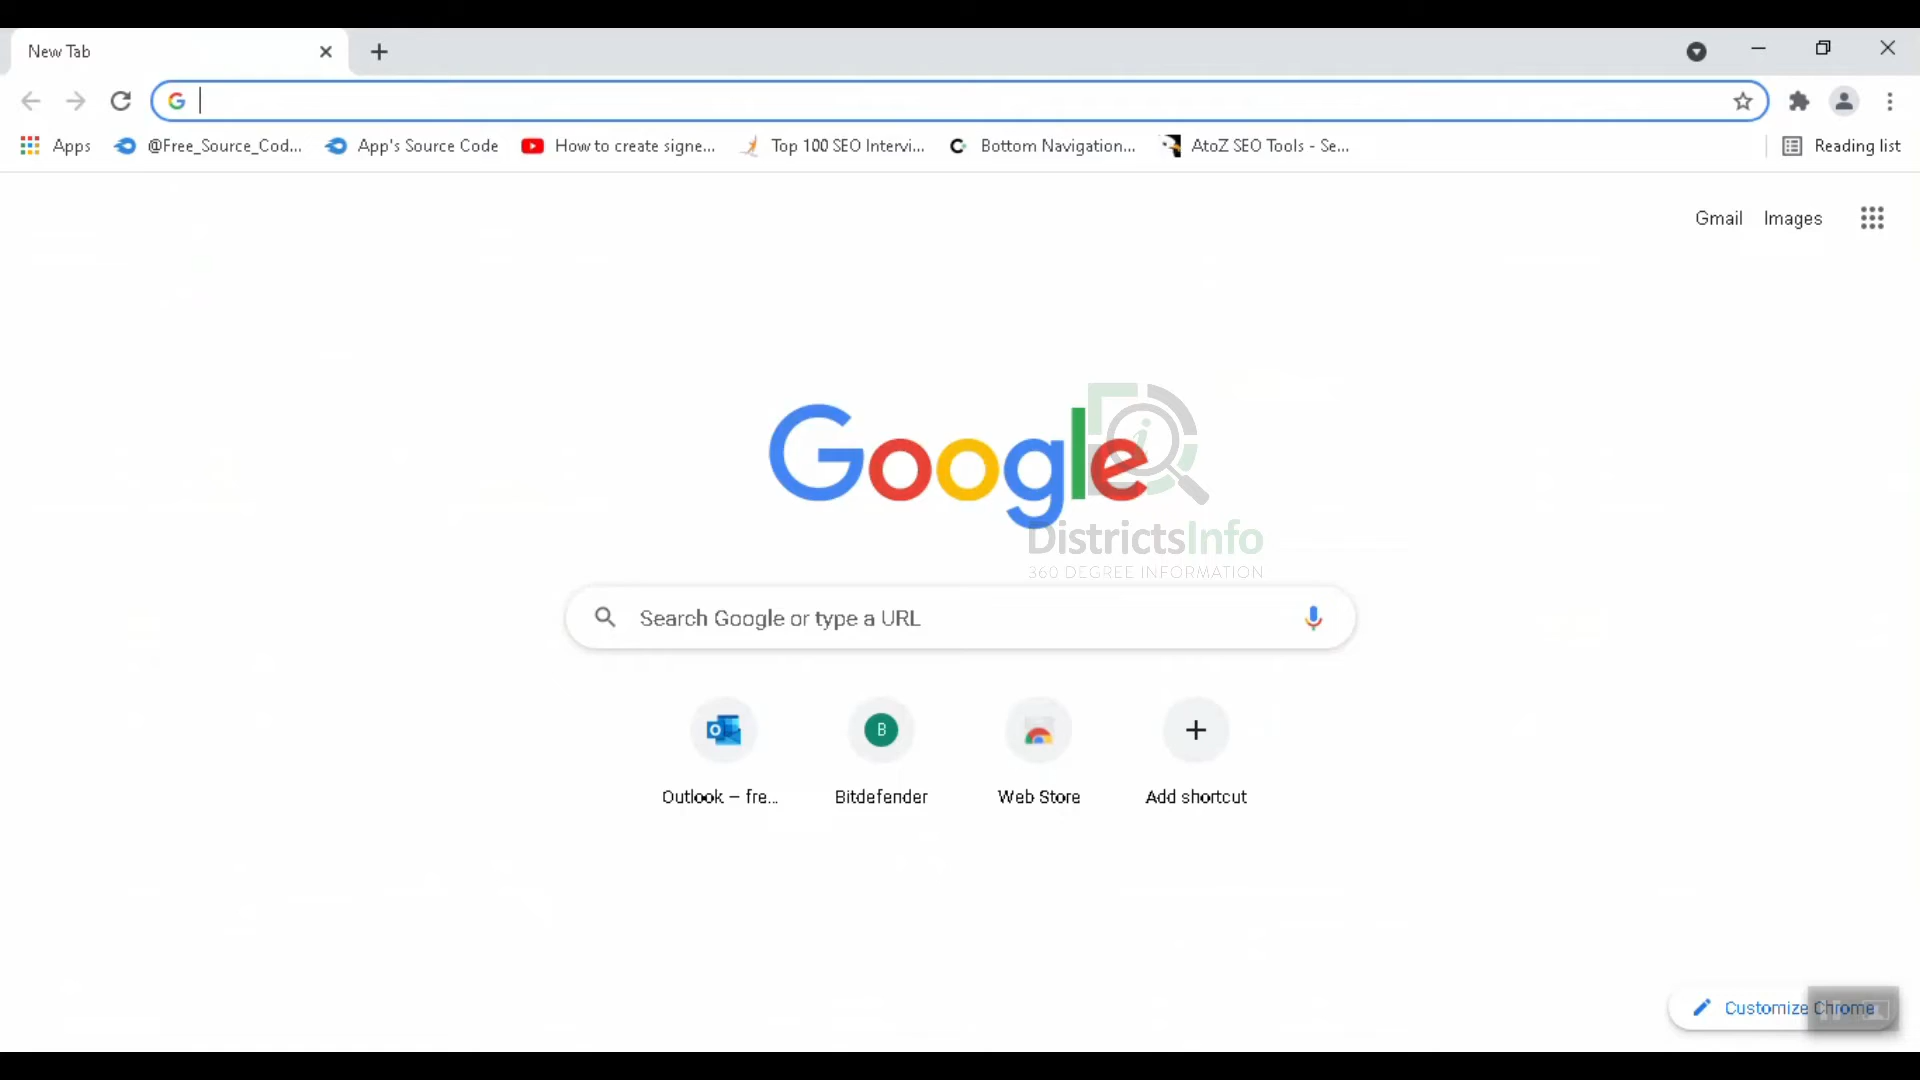 New Tab
Apps @Free_Source_Cod... App's Source Code How to create signe... Top 100 SEO Intervi... Bottom Navigation... AtoZ SEO Tools - Se... Reading list
Gmail Images
Google
DistrictsInfo
360 DEGREE INFORMATION
Search Google or type a URL
B
Outlook – fre... Bitdefender Web Store Add shortcut
Customize Chrome